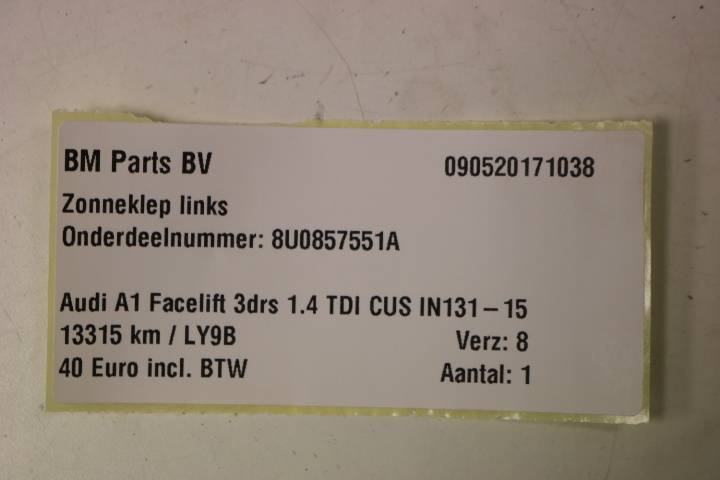 BM Parts BV 090520171038
Zonneklep links
Onderdeelnummer: 8U0857551A
Audi A1 Facelift 3drs 1.4 TDI CUS IN131-15
13315 km / LY9B Verz: 8
40 Euro incl. BTW Aantal: 1